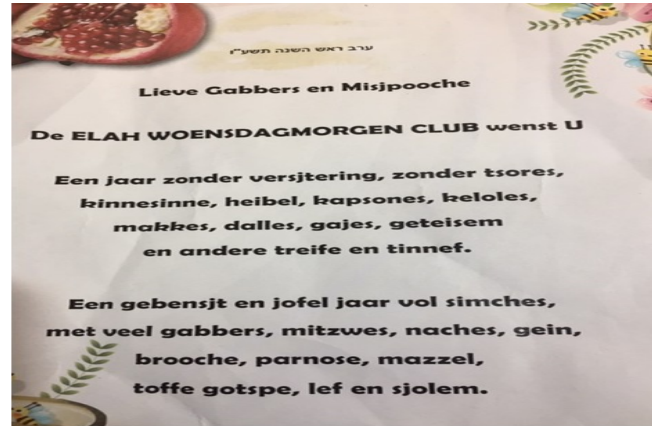 ערב ראש השנה תשע"ו
Lieve Gabbers en Misjpooche
De ELAH WOENSDAGMORGEN CLUB wenst U
Een jaar zonder versjtering, zonder tsores,
kinnesinne, heibel, kapsones, keloles,
makkes, dalles, gajes, geteisem
en andere treife en tinnef.
Een gebensjt en jofel jaar vol simches,
met veel gabbers, mitzwes, naches, gein,
brooche, parnose, mazzel,
toffe gotspe, lef en sjolem.